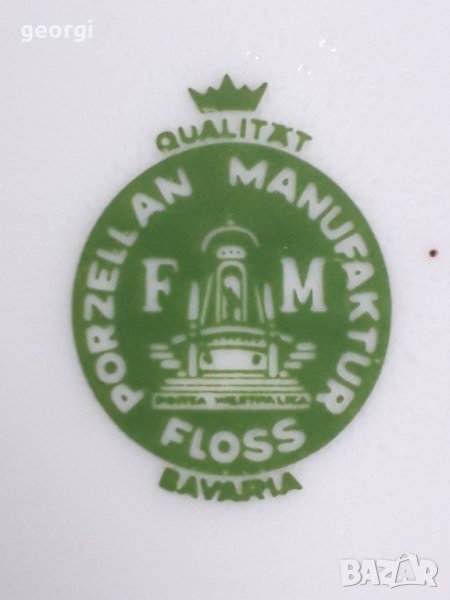 georgi
QUALITÄT
PORZELLAN MANUFAKTUR
F M
PORTA WESTFALICA
FLOSS
BAVARIA
BAZAR